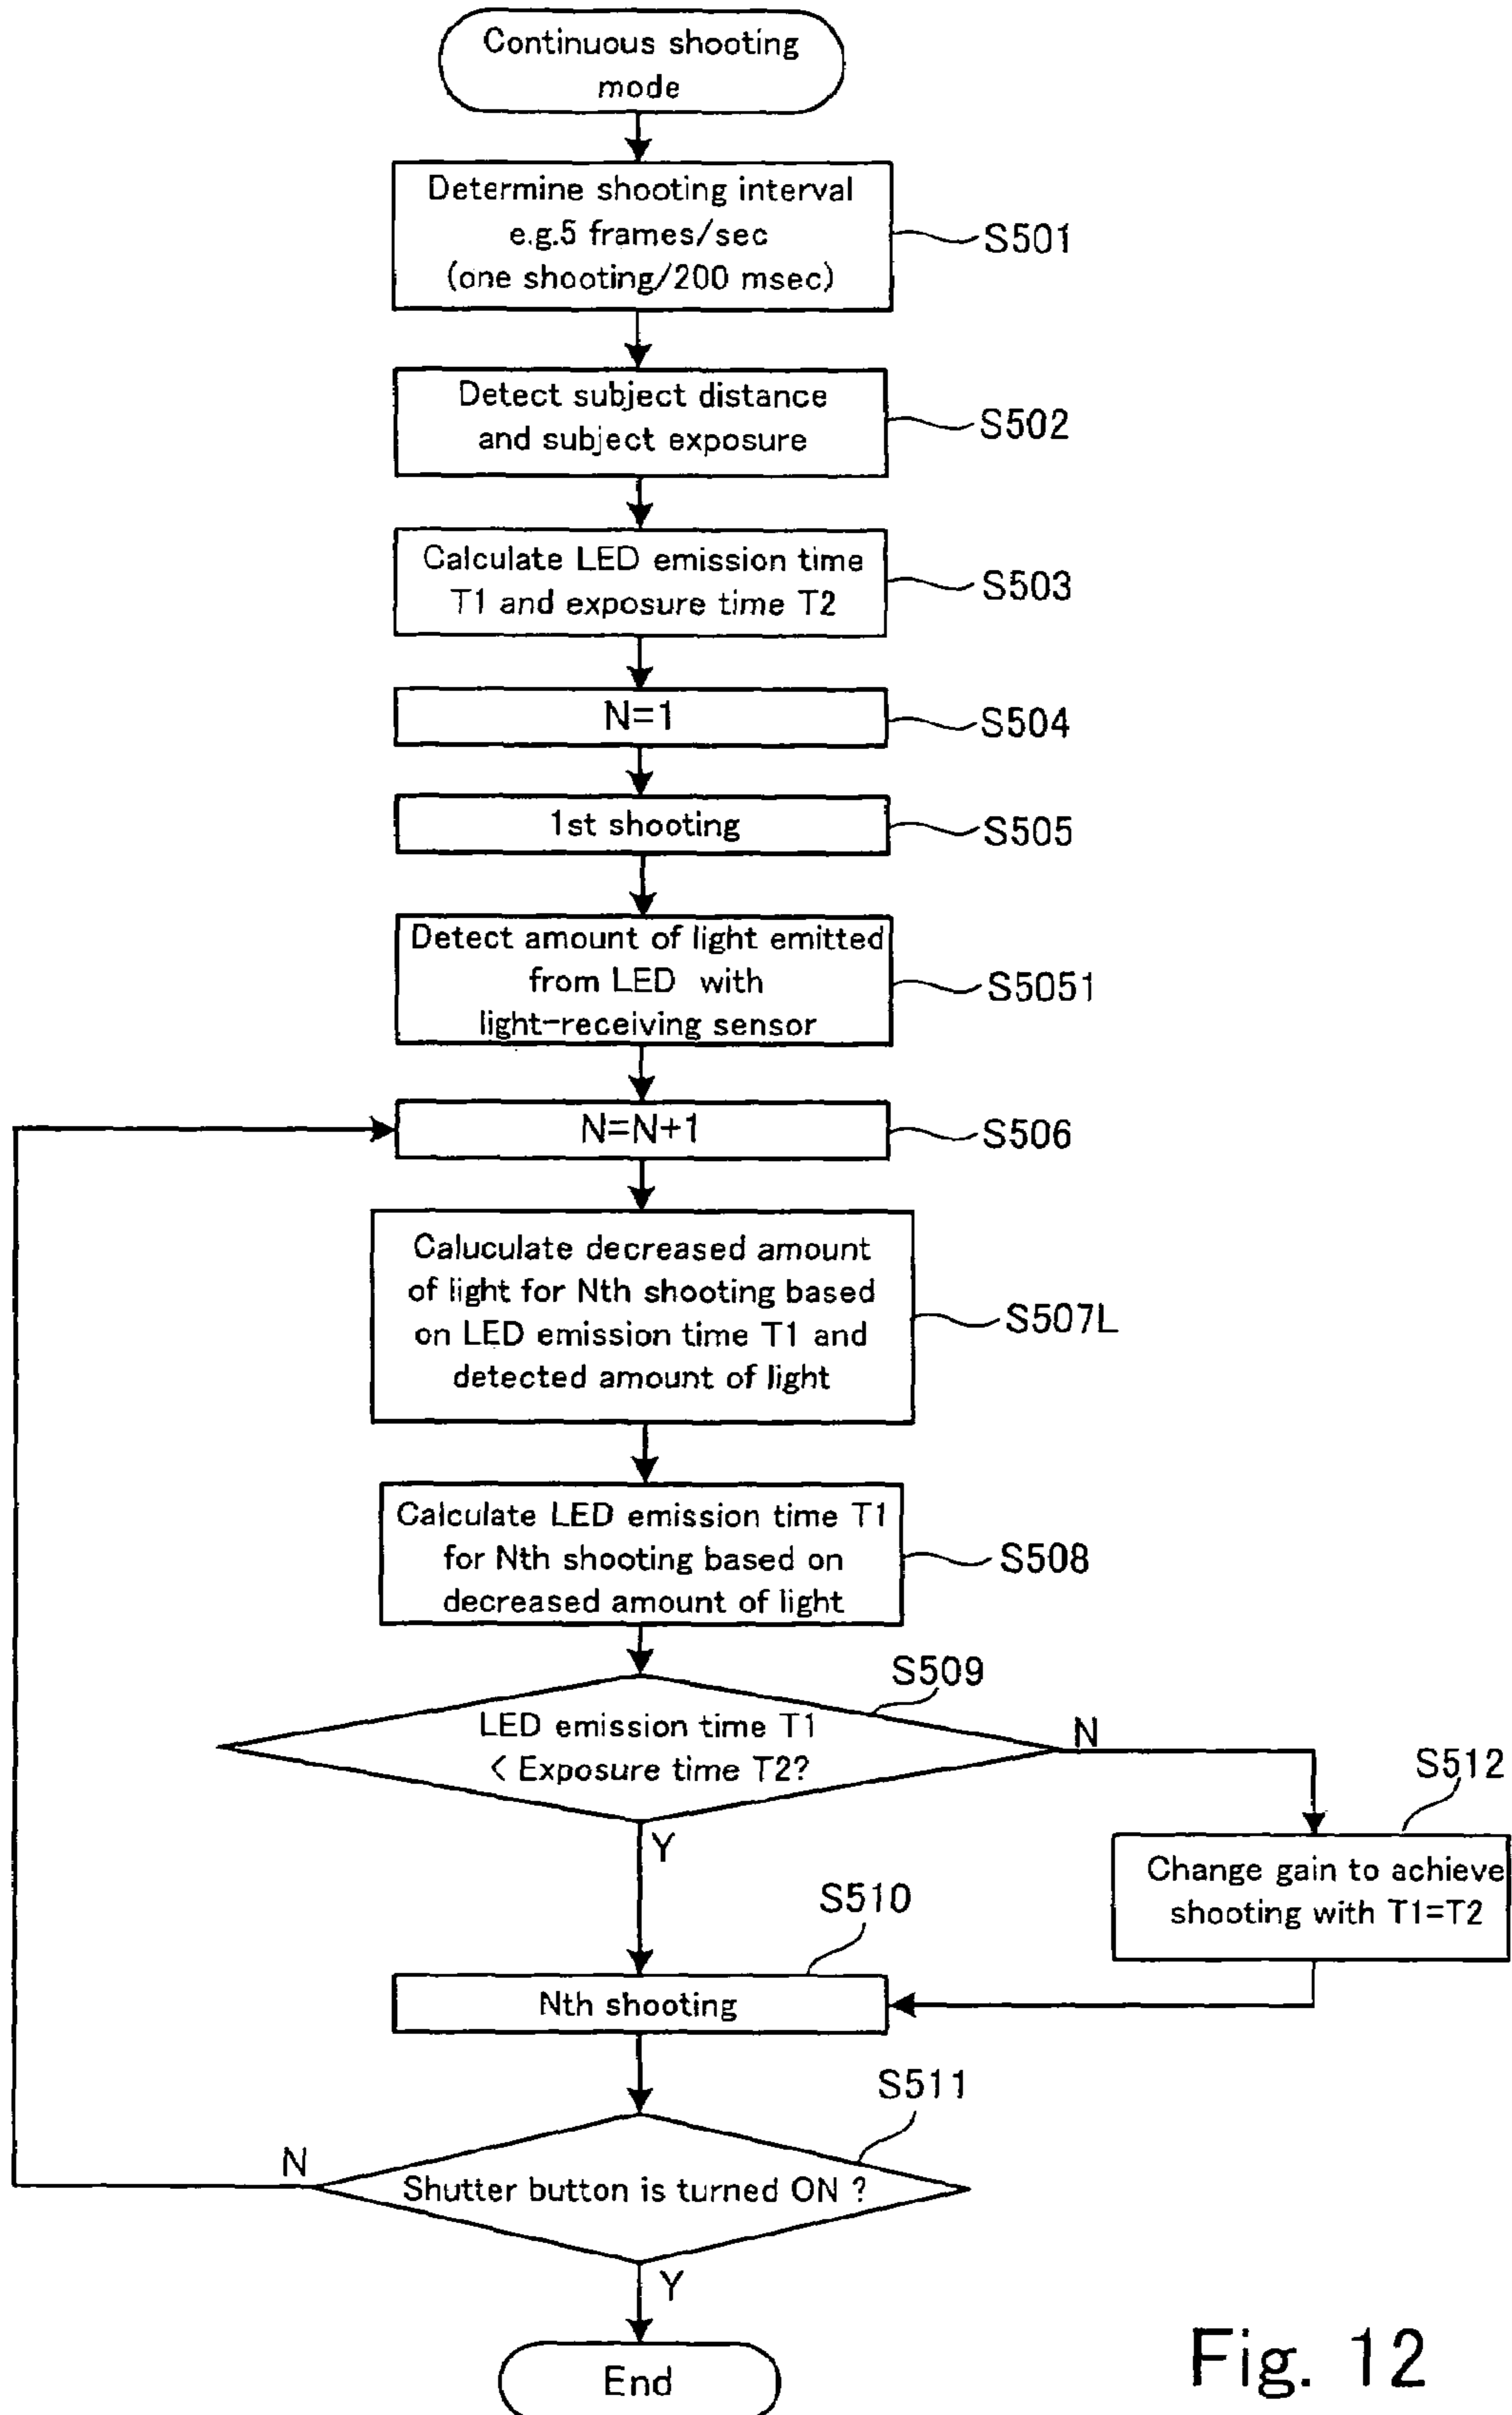 Continuous shooting
mode
Determine shooting interval
e.g.5 frames/sec
(one shooting/200 msec)
S501
Detect subject distance
and subject exposure
S502
Calculate LED emission time
T1 and exposure time T2
S503
N=1
S504
1st shooting
S505
Detect amount of light emitted
from LED with
light-receiving sensor
S5051
N=N+1
S506
Caluculate decreased amount
of light for Nth shooting based
on LED emission time T1 and
detected amount of light
S507L
Calculate LED emission time T1
for Nth shooting based on
decreased amount of light
S508
S509
LED emission time T1
< Exposure time T2?
N
Y
S512
Change gain to achieve
shooting with T1=T2
S510
Nth shooting
S511
Shutter button is turned ON ?
N
Y
End
Fig. 12